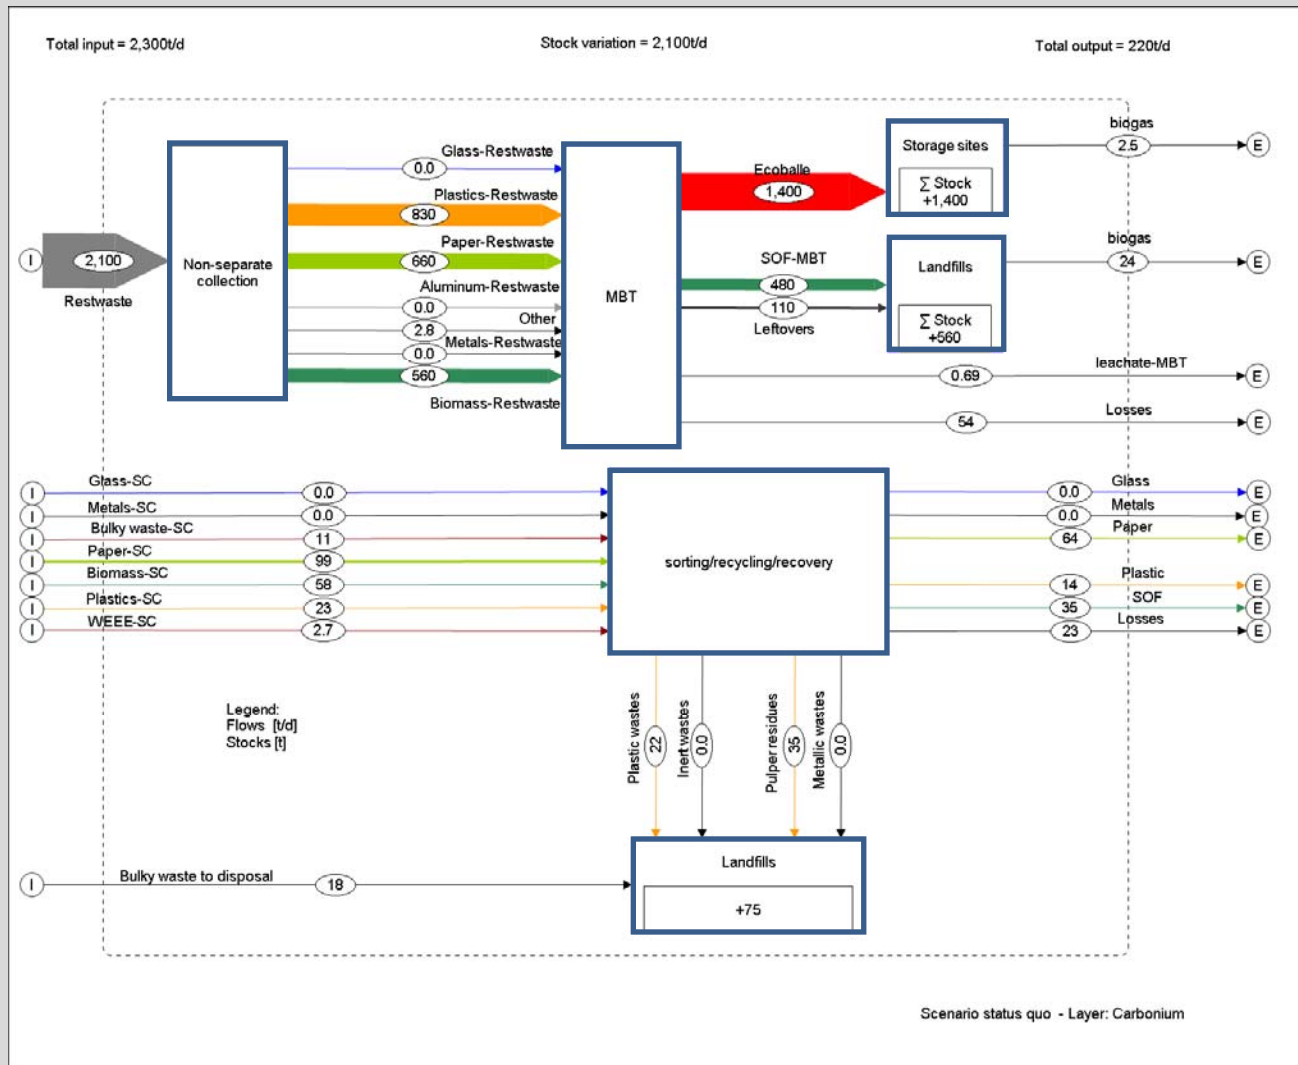 Total input = 2,300t/d
Stock variation = 2,100t/d
Total output = 220t/d
I
2,100
Restwaste
Non-separate
collection
Glass-Restwaste
0.0
Plastics-Restwaste
830
Paper-Restwaste
660
Aluminum-Restwaste
0.0
Other
2.8
Metals-Restwaste
0.0
560
Biomass-Restwaste
MBT
Ecoballe
1,400
SOF-MBT
480
110
Leftovers
Storage sites
∑ Stock
+1,400
biogas
2.5
E
Landfills
∑ Stock
+560
biogas
24
E
leachate-MBT
0.69
E
Losses
54
E
I
Glass-SC
0.0
I
Metals-SC
0.0
I
Bulky waste-SC
11
I
Paper-SC
99
I
Biomass-SC
58
I
Plastics-SC
23
I
WEEE-SC
2.7
sorting/recycling/recovery
0.0
Glass
E
0.0
Metals
E
64
Paper
E
14
Plastic
E
35
SOF
E
23
Losses
E
Legend:
Flows [t/d]
Stocks [t]
Plastic wastes
22
Inert wastes
0.0
Pulper residues
35
Metallic wastes
0.0
I
Bulky waste to disposal
18
Landfills
+75
Scenario status quo - Layer: Carbonium